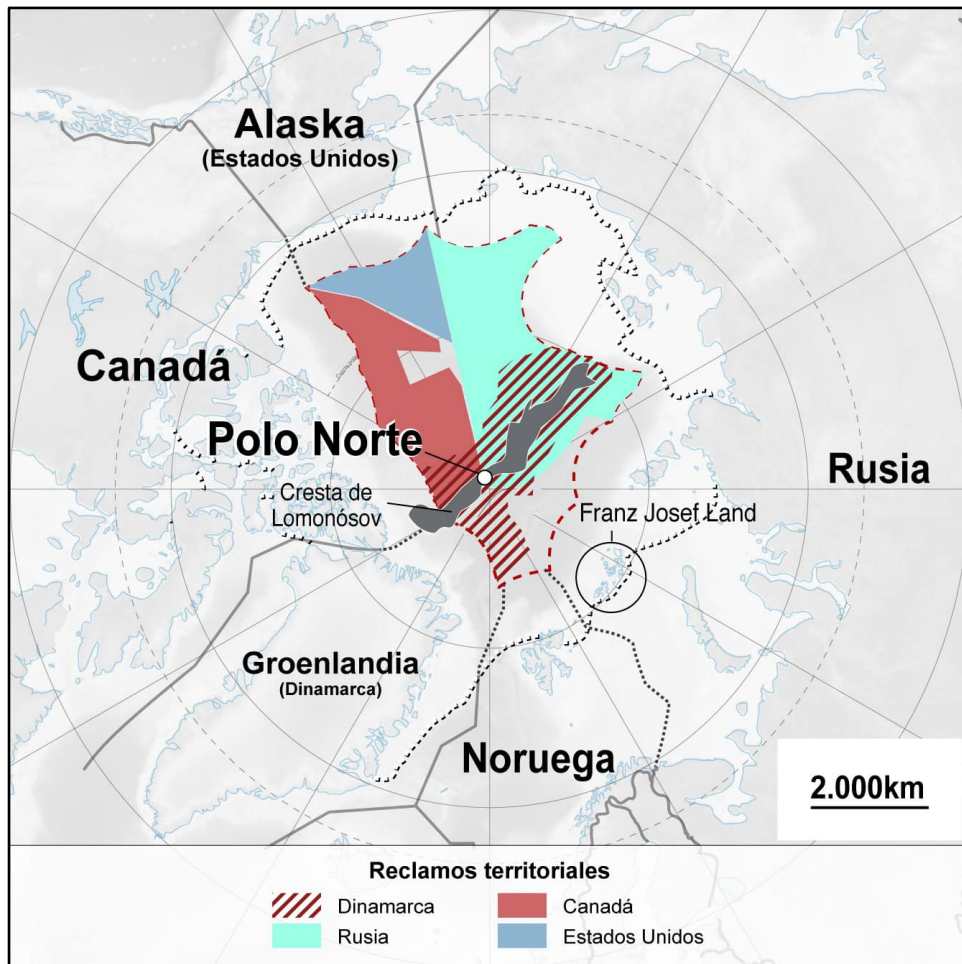 Alaska
(Estados Unidos)
Canadá
Polo Norte
Rusia
Cresta de
Lomonósov
Franz Josef Land
Groenlandia
(Dinamarca)
Noruega
2.000km
Reclamos territoriales
Dinamarca
Canadá
Rusia
Estados Unidos